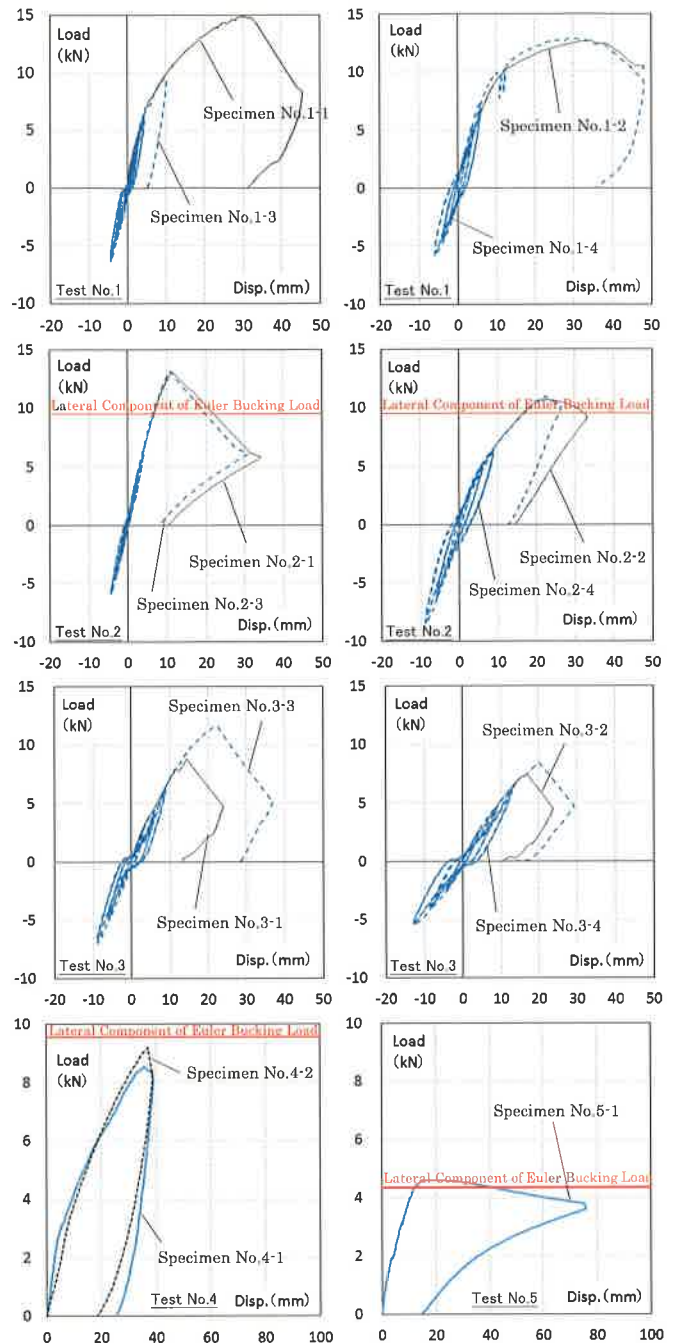 15
Load
(kN)
10
Specimen No.1-1
5
0
Specimen No.1-3
-5
Test No.1
Disp.(mm)
-10
-20 -10 0 10 20 30 40 50
15
Load
(kN)
10
Specimen No.1-2
5
0
Specimen No.1-4
-5
Test No.1
Disp.(mm)
-10
-20 -10 0 10 20 30 40 50
15
Load
(kN)
10
Lateral Component of Euler Bucking Load
5
0
Specimen No.2-1
-5
Specimen No.2-3
Test No.2
Disp.(mm)
-10
-20 -10 0 10 20 30 40 50
15
Load
(kN)
10
Lateral Component of Euler Bucking Load
5
0
Specimen No.2-2
Specimen No.2-4
-5
Test No.2
Disp.(mm)
-10
-20 -10 0 10 20 30 40 50
15
Load
(kN)
Specimen No.3-3
10
5
0
Specimen No.3-1
-5
Test No.3
Disp.(mm)
-10
-20 -10 0 10 20 30 40 50
15
Load
(kN)
Specimen No.3-2
10
5
0
Specimen No.3-4
-5
Test No.3
Disp.(mm)
-10
-20 -10 0 10 20 30 40 50
10
Lateral Component of Euler Bucking Load
Load
(kN)
8
Specimen No.4-2
6
4
2
Specimen No.4-1
Test No.4
Disp.(mm)
0
0 20 40 60 80 100
10
Load
(kN)
8
Specimen No.5-1
6
Lateral Component of Euler Bucking Load
4
2
Test No.5
Disp.(mm)
0
0 20 40 60 80 100